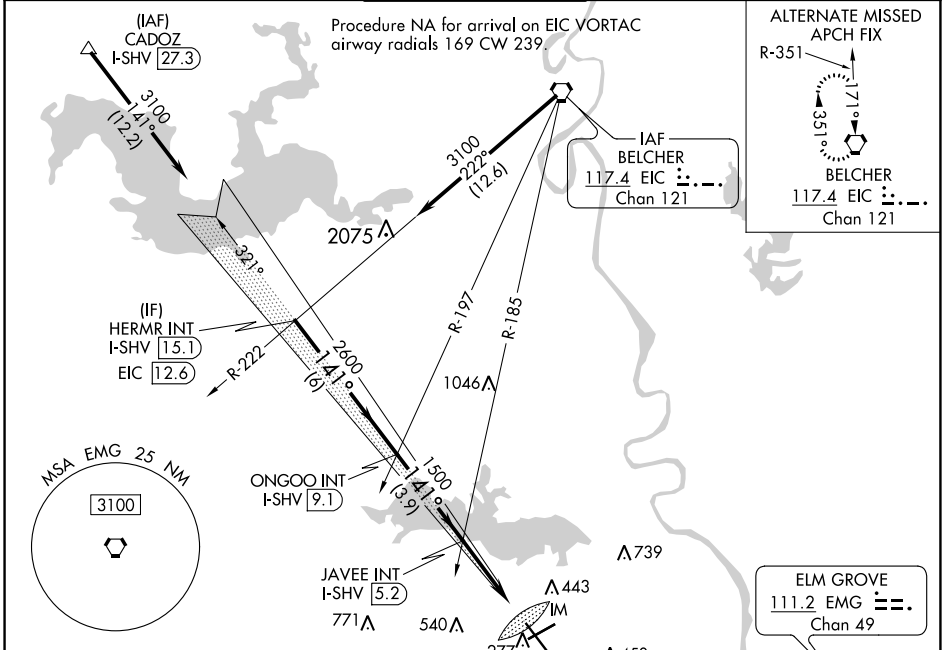 (IAF)
CADOZ
I-SHV 27.3
3100
141°
(12.2)
Procedure NA for arrival on EIC VORTAC
airway radials 169 CW 239.
3100
222°
(12.6)
IAF
BELCHER
117.4 EIC
Chan 121
ALTERNATE MISSED
APCH FIX
R-351
171°
351°
BELCHER
117.4 EIC
Chan 121
2075
321°
(IF)
HERMR INT
I-SHV 15.1
EIC 12.6
R-222
2600
141°
(6)
R-197
R-185
1046
MSA EMG 25 NM
3100
ONGOO INT
I-SHV 9.1
1500
141°
(3.9)
JAVEE INT
I-SHV 5.2
739
443
IM
771
540
ELM GROVE
111.2 EMG
Chan 49